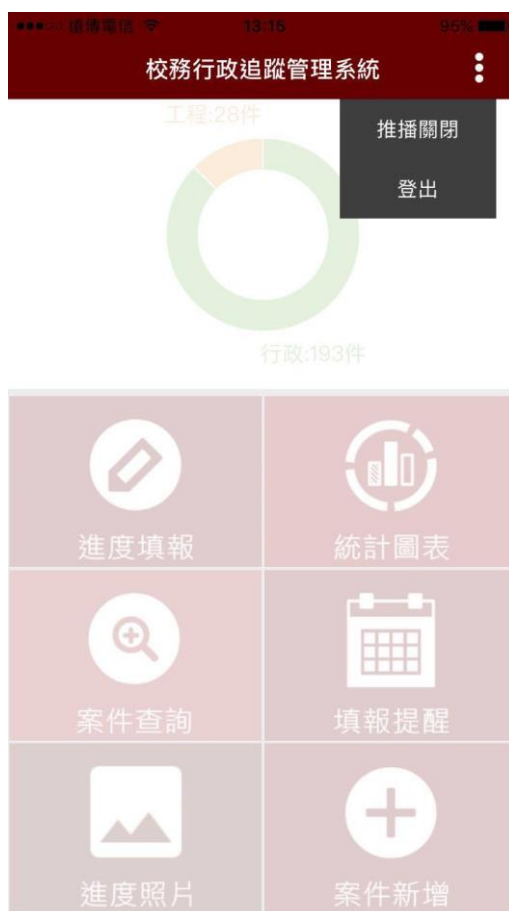 遠傳電信 13:15 95%
校務行政追蹤管理系統
工程:28件
推播關閉
登出
行政:193件
進度填報 統計圖表
案件查詢 填報提醒
進度照片 案件新增